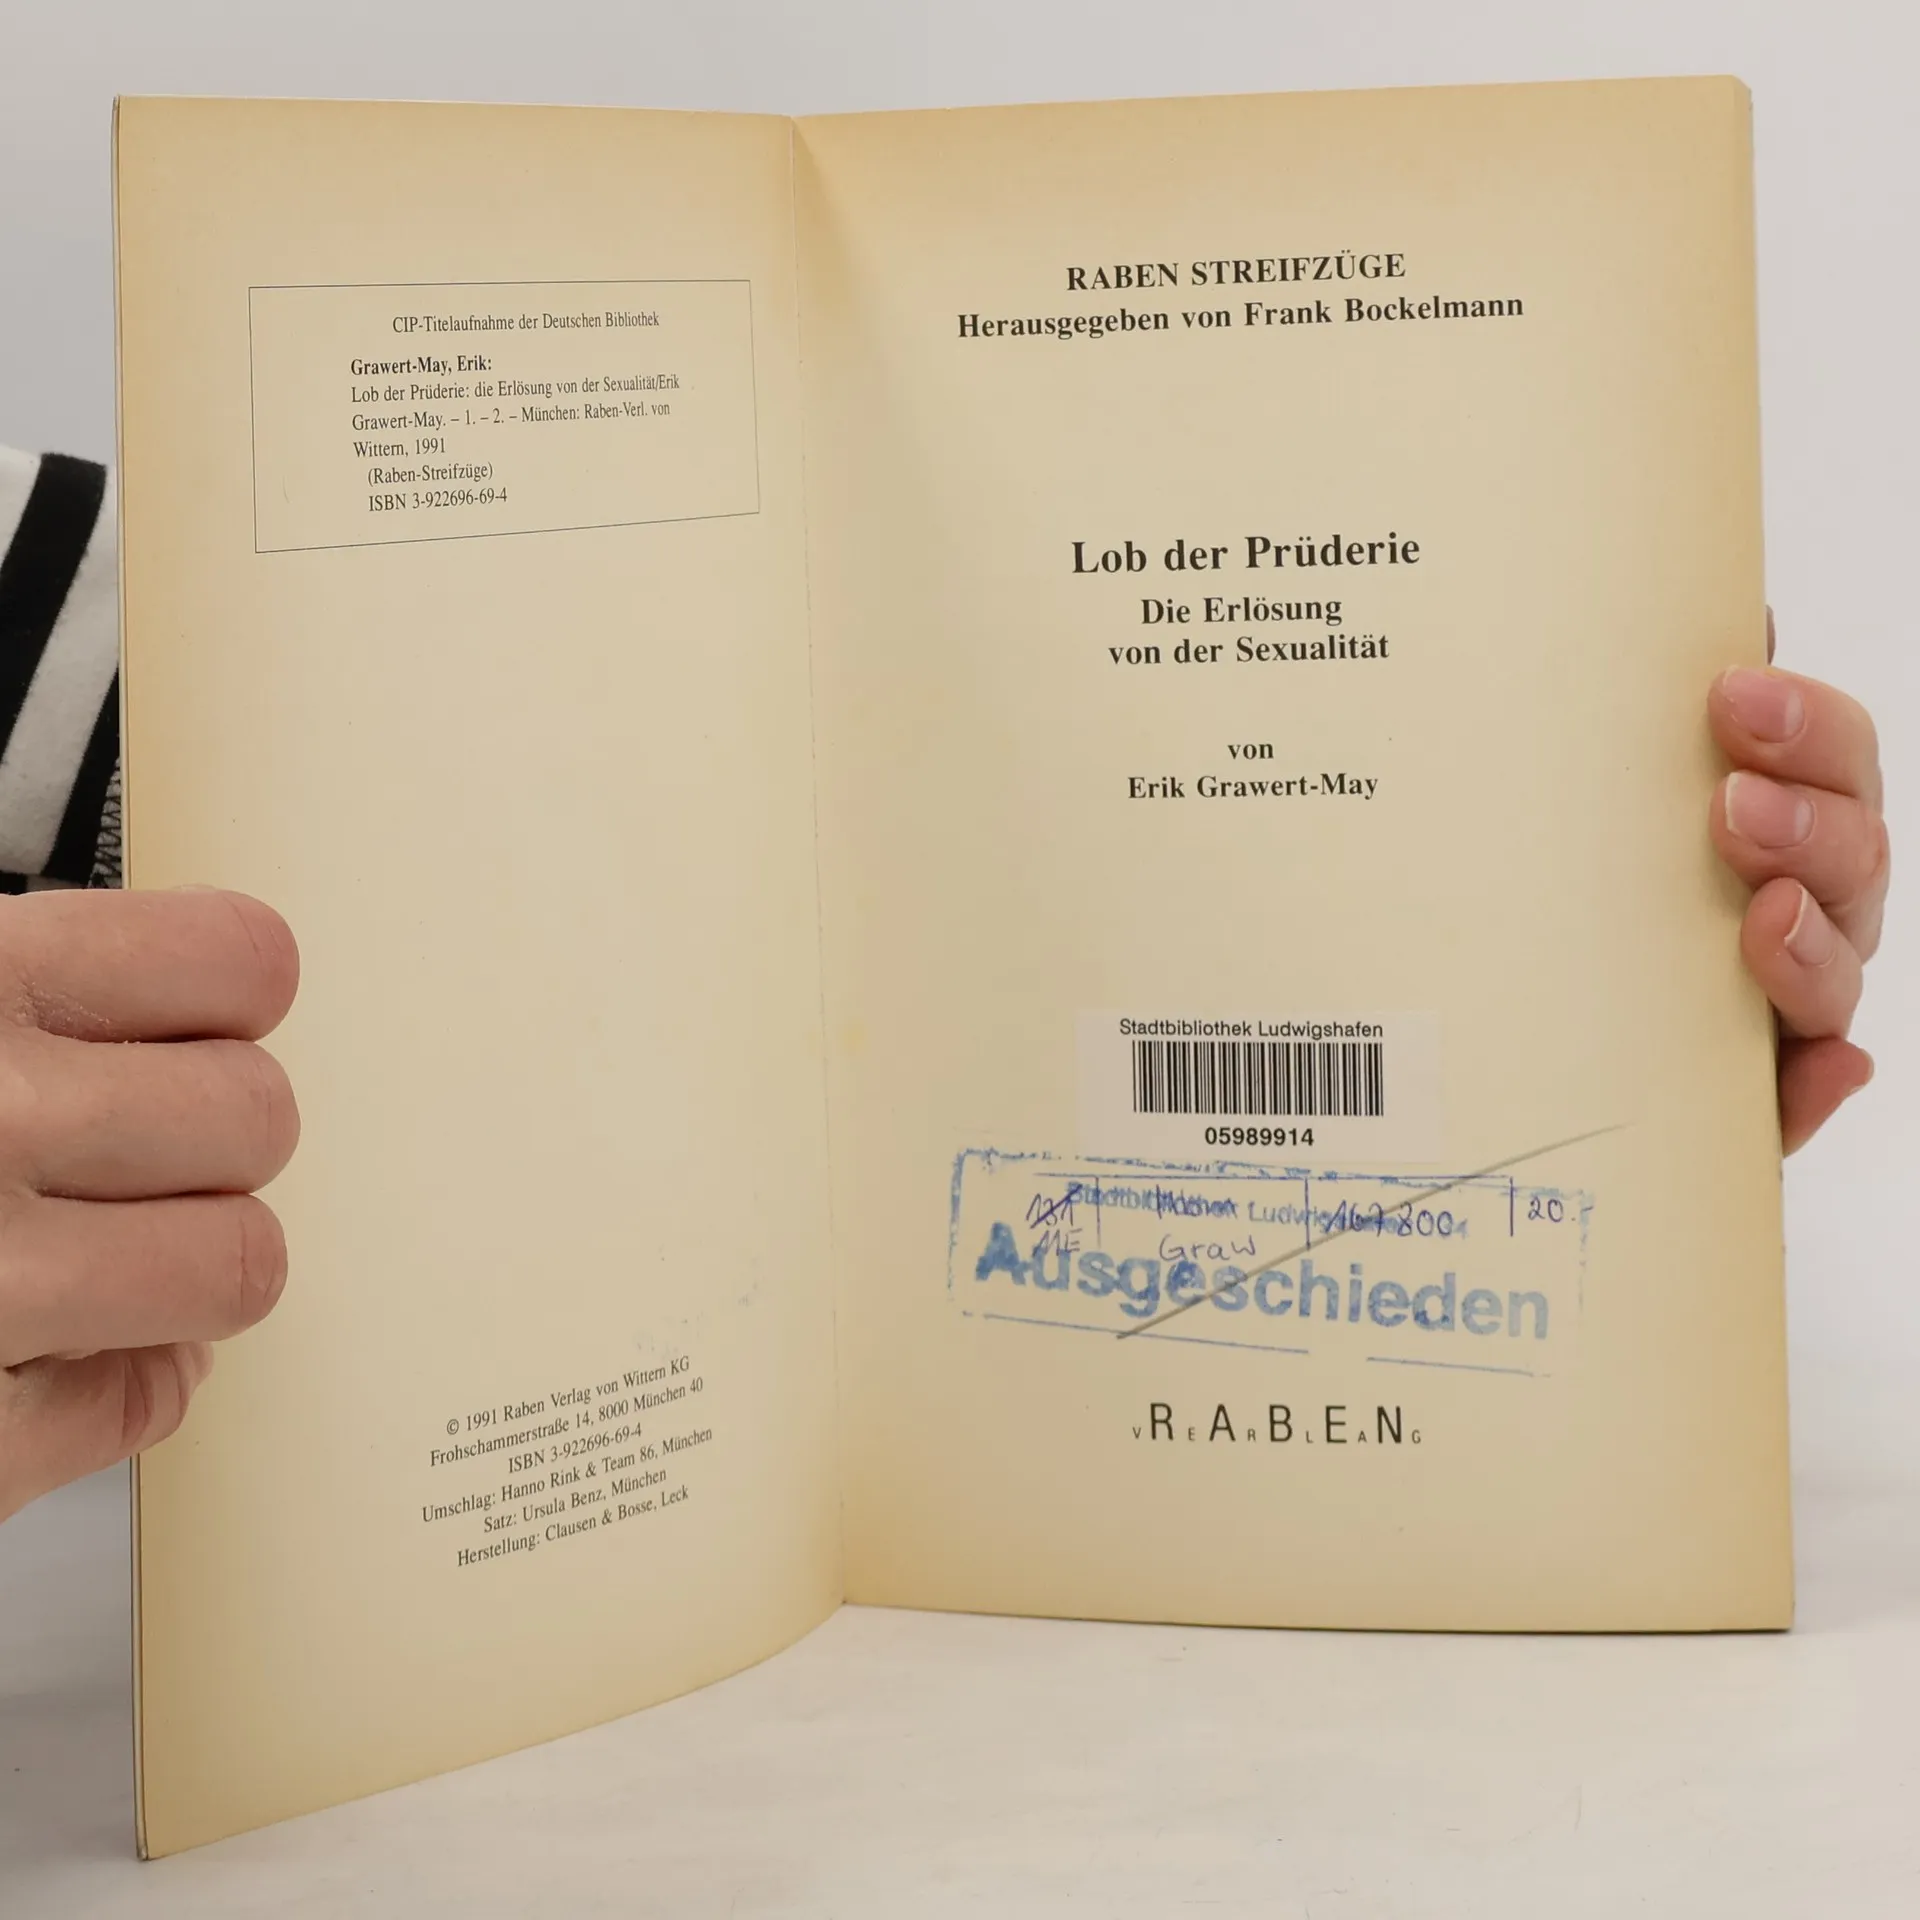 CIP-Titelaufnahme der Deutschen Bibliothek
Grawert-May, Erik:
Lob der Prüderie: die Erlösung von der Sexualität/Erik
Grawert-May. – 1. – 2. – München: Raben-Verl. von
Wittern, 1991
(Raben-Streifzüge)
ISBN 3-922696-69-4
© 1991 Raben Verlag von Wittern KG
Frohschammerstraße 14, 8000 München 40
ISBN 3-922696-69-4
Umschlag: Hanno Rink & Team 86, München
Satz: Ursula Benz, München
Herstellung: Clausen & Bosse, Leck
RABEN STREIFZÜGE
Herausgegeben von Frank Bockelmann
Lob der Prüderie
Die Erlösung
von der Sexualität
von
Erik Grawert-May
Stadtbibliothek Ludwigshafen
05989914
167 800 20.-
Graw
Ausgeschieden
V R E A R B L E A N G